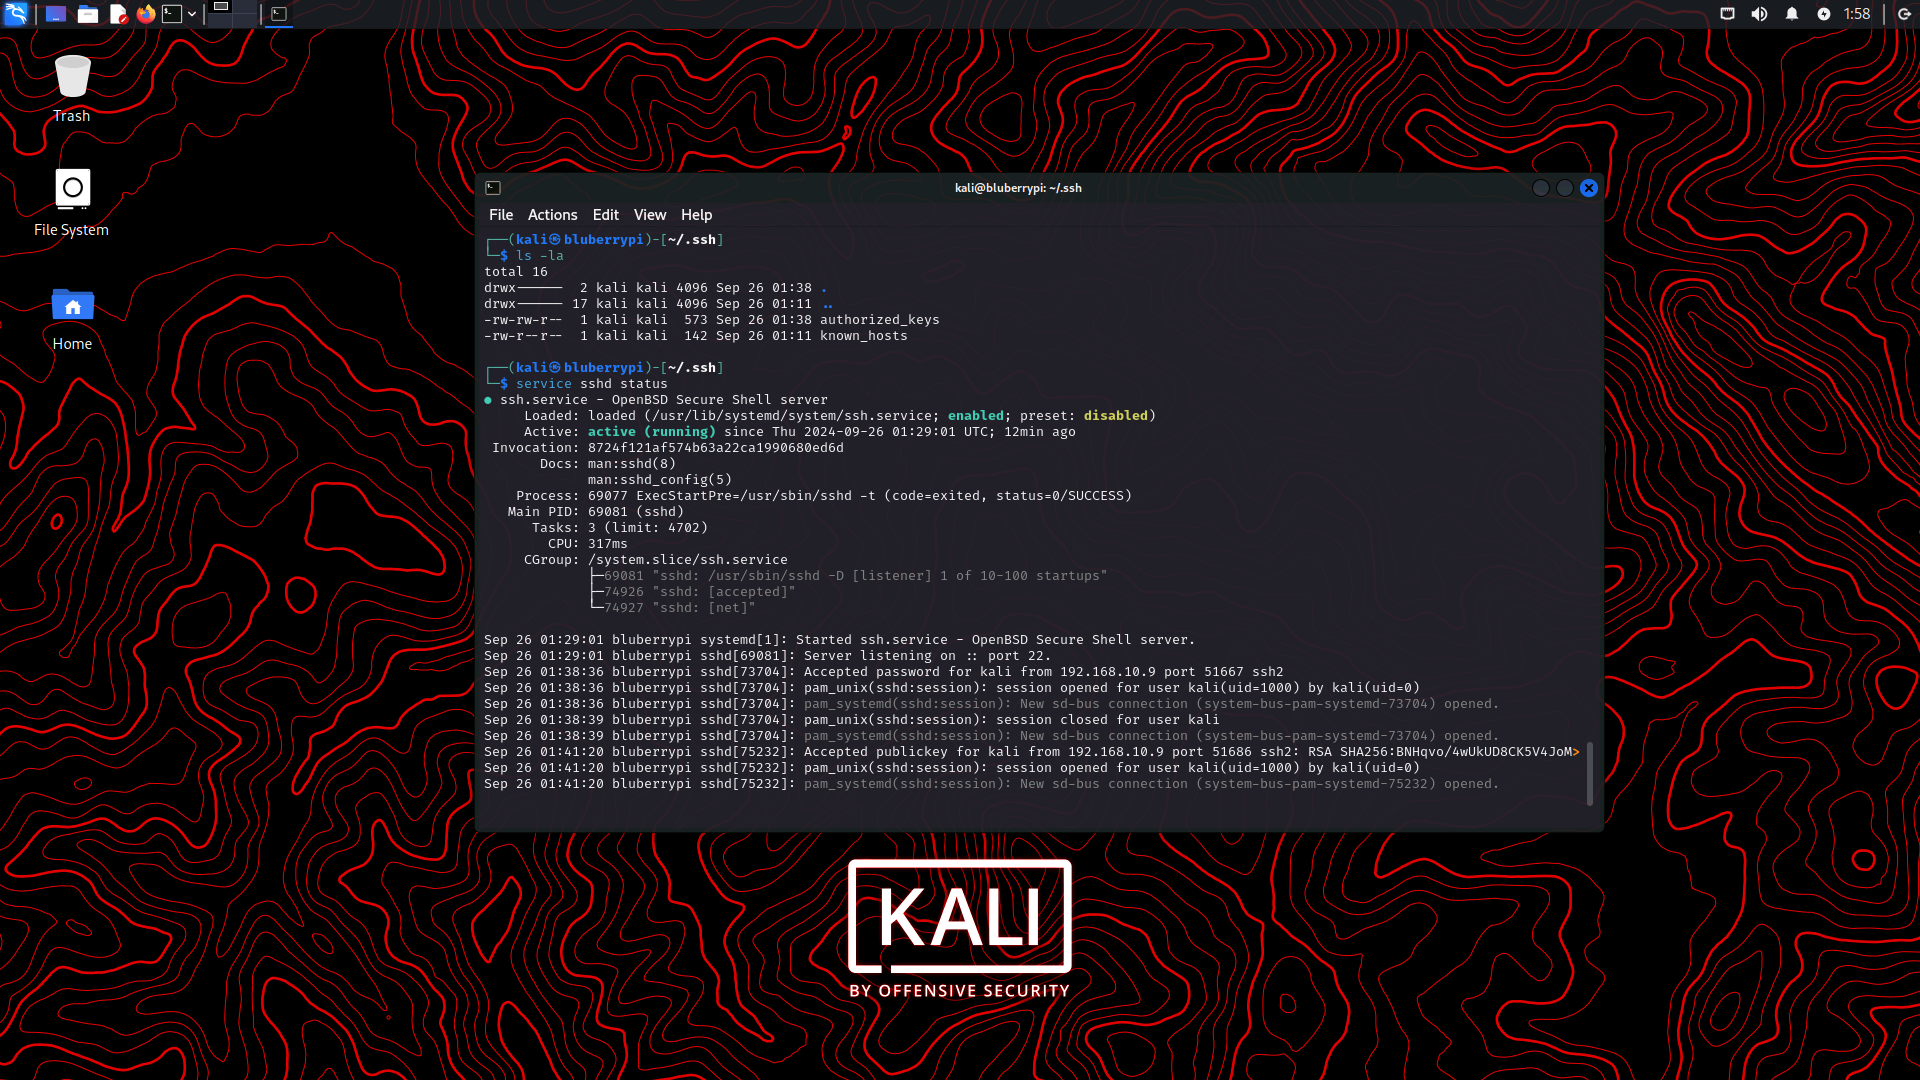 1:58
Trash
File System
Home
kali@bluberrypi: ~/.ssh
File Actions Edit View Help
┌──(kali㉿bluberrypi)-[~/.ssh]
└─$ ls -la
total 16
drwx------  2 kali kali 4096 Sep 26 01:38 .
drwx------ 17 kali kali 4096 Sep 26 01:11 ..
-rw-rw-r--  1 kali kali  573 Sep 26 01:38 authorized_keys
-rw-r--r--  1 kali kali  142 Sep 26 01:11 known_hosts
┌──(kali㉿bluberrypi)-[~/.ssh]
└─$ service sshd status
● ssh.service - OpenBSD Secure Shell server
Loaded: loaded (/usr/lib/systemd/system/ssh.service; enabled; preset: disabled)
Active: active (running) since Thu 2024-09-26 01:29:01 UTC; 12min ago
Invocation: 8724f121af574b63a22ca1990680ed6d
Docs: man:sshd(8)
man:sshd_config(5)
Process: 69077 ExecStartPre=/usr/sbin/sshd -t (code=exited, status=0/SUCCESS)
Main PID: 69081 (sshd)
Tasks: 3 (limit: 4702)
CPU: 317ms
CGroup: /system.slice/ssh.service
├─69081 "sshd: /usr/sbin/sshd -D [listener] 1 of 10-100 startups"
├─74926 "sshd: [accepted]"
└─74927 "sshd: [net]"
Sep 26 01:29:01 bluberrypi systemd[1]: Started ssh.service - OpenBSD Secure Shell server.
Sep 26 01:29:01 bluberrypi sshd[69081]: Server listening on :: port 22.
Sep 26 01:38:36 bluberrypi sshd[73704]: Accepted password for kali from 192.168.10.9 port 51667 ssh2
Sep 26 01:38:36 bluberrypi sshd[73704]: pam_unix(sshd:session): session opened for user kali(uid=1000) by kali(uid=0)
Sep 26 01:38:36 bluberrypi sshd[73704]: pam_systemd(sshd:session): New sd-bus connection (system-bus-pam-systemd-73704) opened.
Sep 26 01:38:39 bluberrypi sshd[73704]: pam_unix(sshd:session): session closed for user kali
Sep 26 01:38:39 bluberrypi sshd[73704]: pam_systemd(sshd:session): New sd-bus connection (system-bus-pam-systemd-73704) opened.
Sep 26 01:41:20 bluberrypi sshd[75232]: Accepted publickey for kali from 192.168.10.9 port 51686 ssh2: RSA SHA256:BNHqvo/4wUkUD8CK5V4JoM>
Sep 26 01:41:20 bluberrypi sshd[75232]: pam_unix(sshd:session): session opened for user kali(uid=1000) by kali(uid=0)
Sep 26 01:41:20 bluberrypi sshd[75232]: pam_systemd(sshd:session): New sd-bus connection (system-bus-pam-systemd-75232) opened.
KALI
BY OFFENSIVE SECURITY